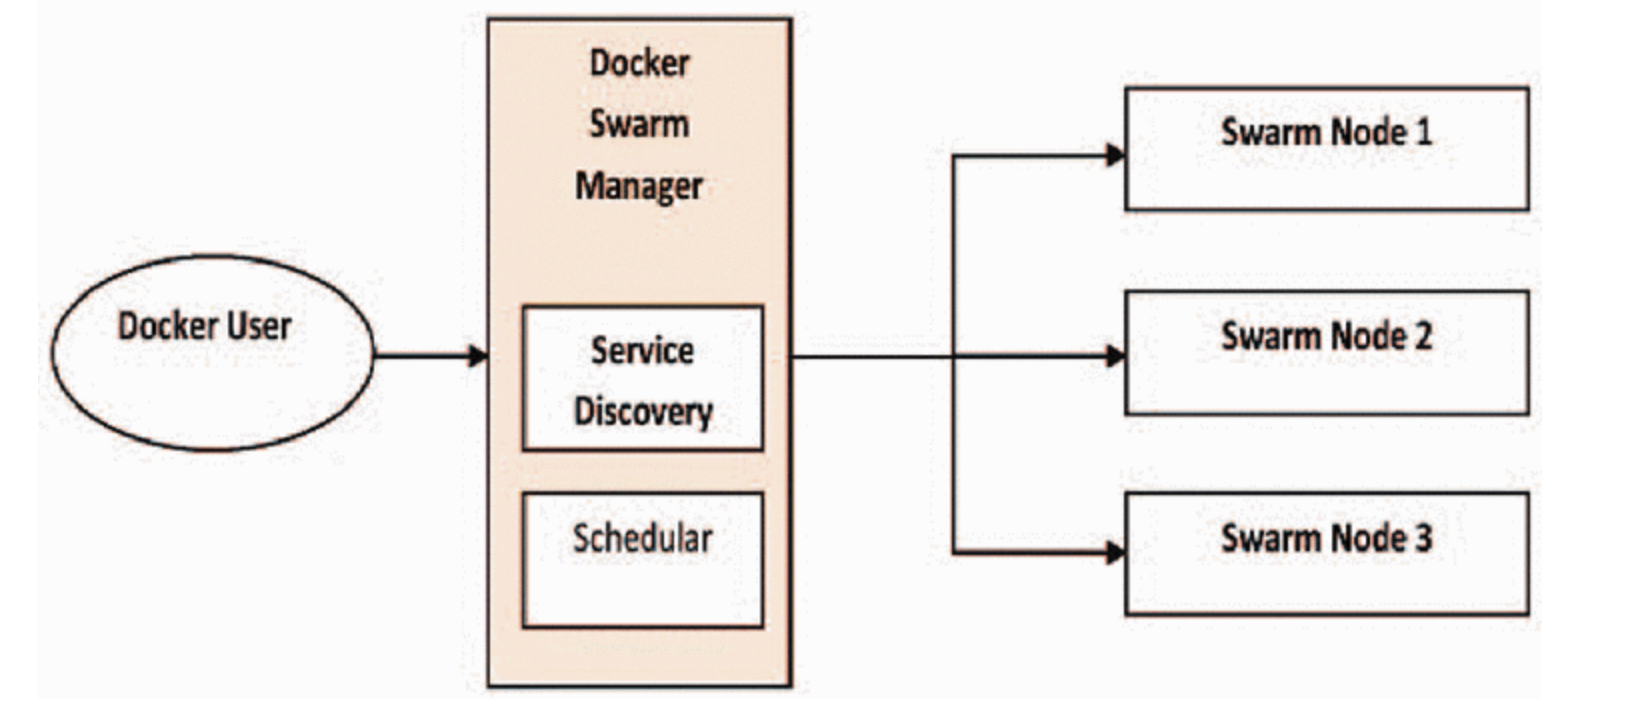 Docker User
Docker
Swarm
Manager
Service
Discovery
Schedular
Swarm Node 1
Swarm Node 2
Swarm Node 3